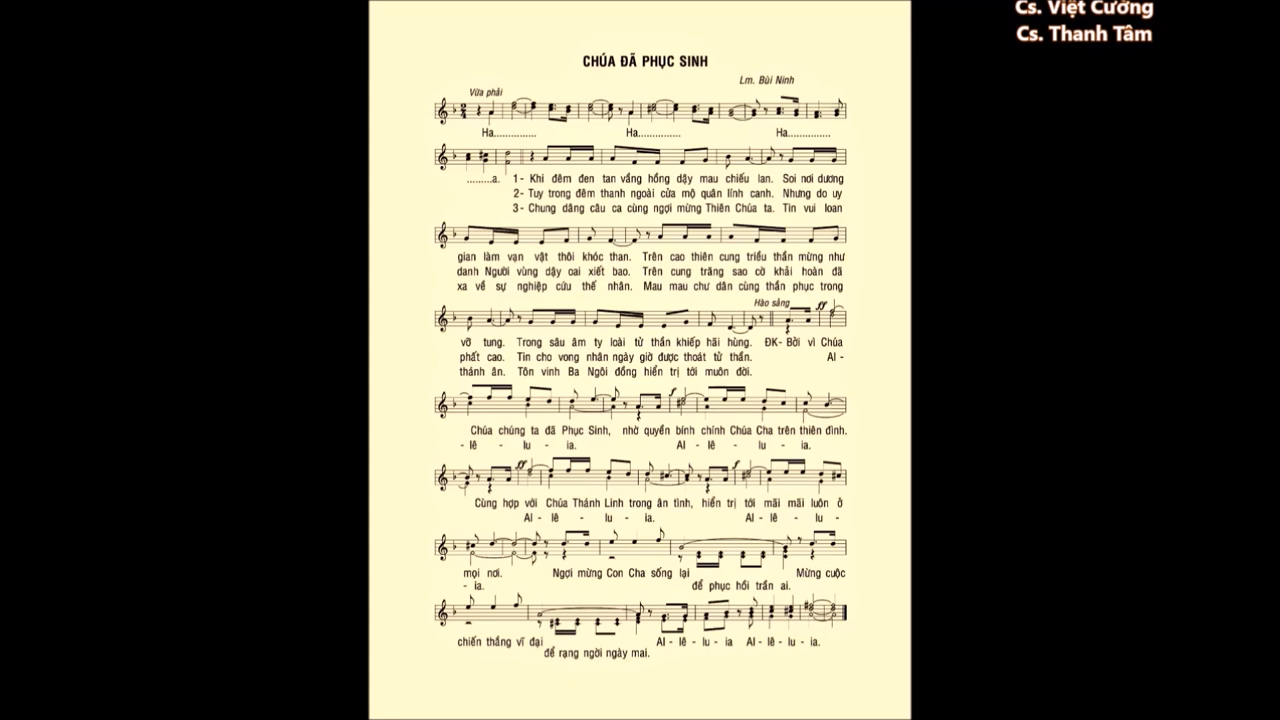 Cs. Việt Cường
Cs. Thanh Tâm
CHÚA ĐÃ PHỤC SINH
Lm. Bùi Ninh
Vừa phải
Ha............... Ha............... Ha...............
.........a. 1- Khi đêm đen tan vầng hồng dậy mau chiếu lan. Soi nơi dương
2- Tuy trong đêm thanh ngoài cửa mộ quân lính canh. Nhưng do uy
3- Chung dâng câu ca cùng ngợi mừng Thiên Chúa ta. Tin vui loan
gian làm vạn vật thôi khóc than. Trên cao thiên cung triều thần mừng như
danh Người vùng dậy oai xiết bao. Trên cung trăng sao cờ khải hoàn đã
xa về sự nghiệp cứu thế nhân. Mau mau chư dân cùng thần phục trong
Hào sảng ff
vỡ tung. Trong sâu âm ty loài tử thần khiếp hãi hùng. ĐK- Bởi vì Chúa
phất cao. Tin cho vong nhân ngày giờ được thoát tử thần. Al -
thánh ân. Tôn vinh Ba Ngôi đồng hiển trị tới muôn đời.
f
Chúa chúng ta đã Phục Sinh, nhờ quyền bính chính Chúa Cha trên thiên đình.
- lê - lu - ia. Al - lê - lu - ia.
ff f
Cùng hợp với Chúa Thánh Linh trong ân tình, hiển trị tới mãi mãi luôn ở
Al - lê - lu - ia. Al - lê - lu -
mọi nơi. Ngợi mừng Con Cha sống lại Mừng cuộc
- ia. để phục hồi trần ai.
chiến thắng vĩ đại Al - lê - lu - ia Al - lê - lu - ia.
để rạng ngời ngày mai.